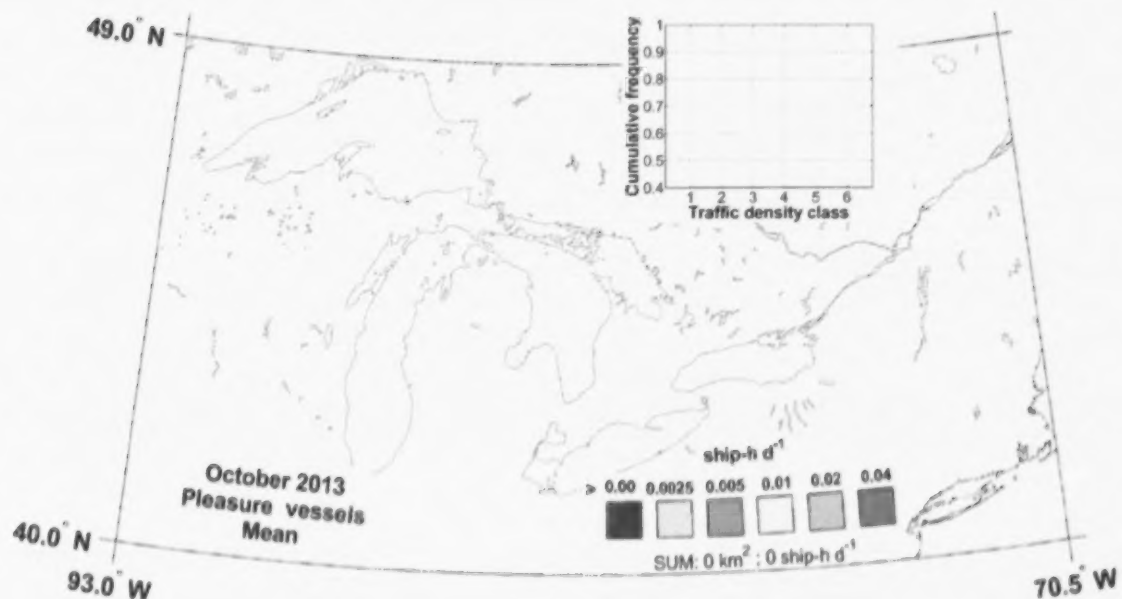 49.0° N
1
0.9
0.8
0.7
0.6
0.5
0.4
Cumulative frequency
1 2 3 4 5 6
Traffic density class
October 2013
Pleasure vessels
Mean
ship-h d⁻¹
≥ 0.00 0.0025 0.005 0.01 0.02 0.04
SUM: 0 km² ; 0 ship-h d⁻¹
40.0° N
93.0° W
70.5° W